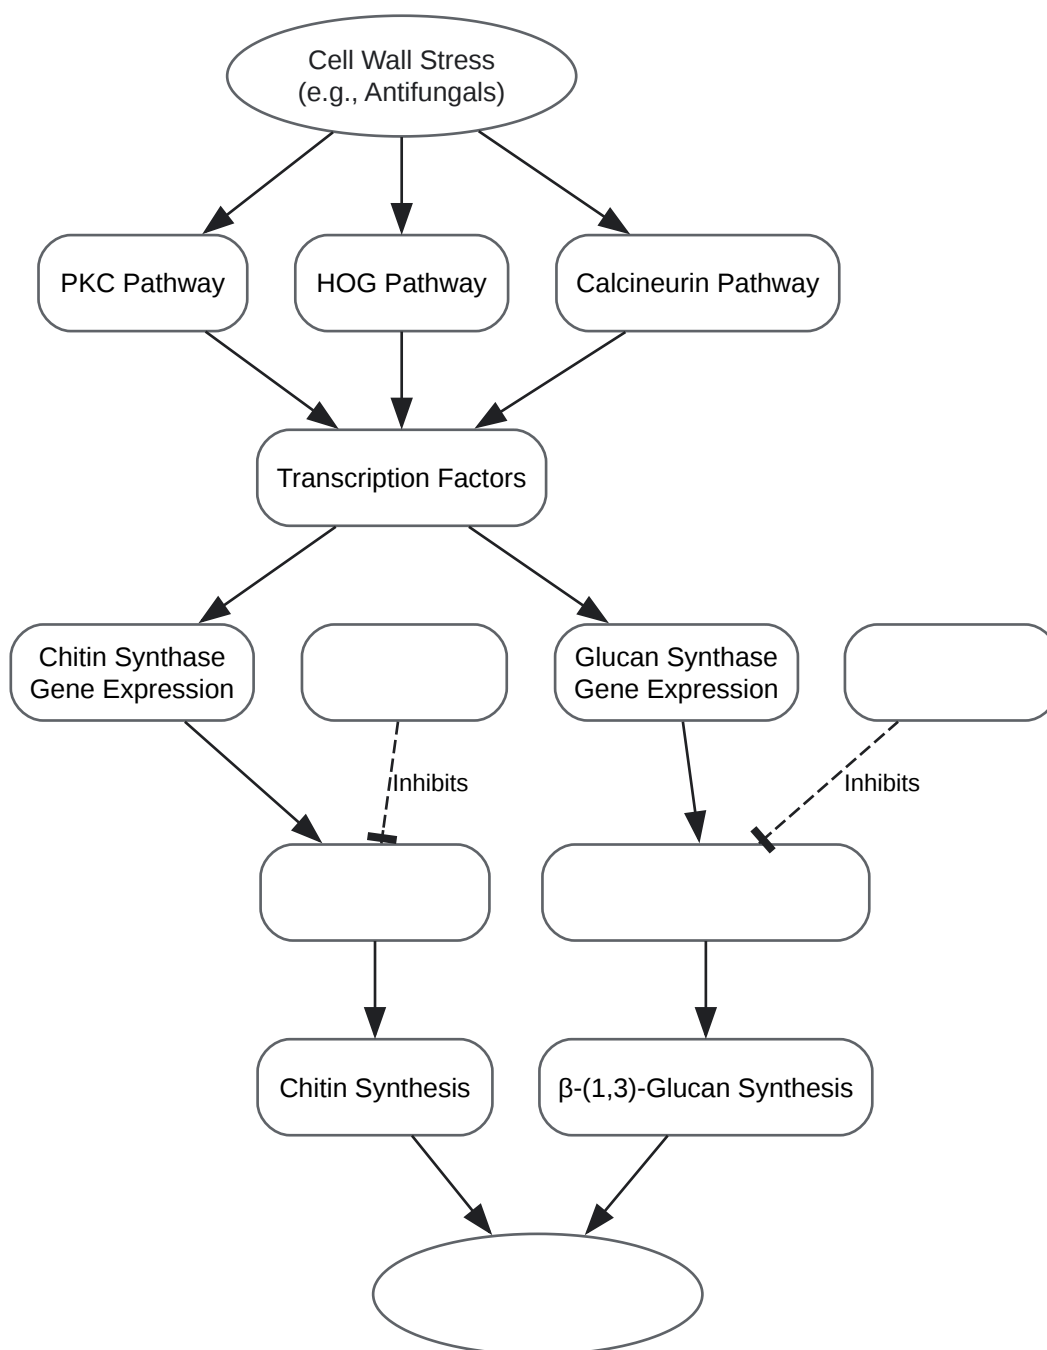 Cell Wall Stress
(e.g., Antifungals)
PKC Pathway
HOG Pathway
Calcineurin Pathway
Transcription Factors
Chitin Synthase
Gene Expression
Glucan Synthase
Gene Expression
Inhibits
Inhibits
Chitin Synthesis
β-(1,3)-Glucan Synthesis